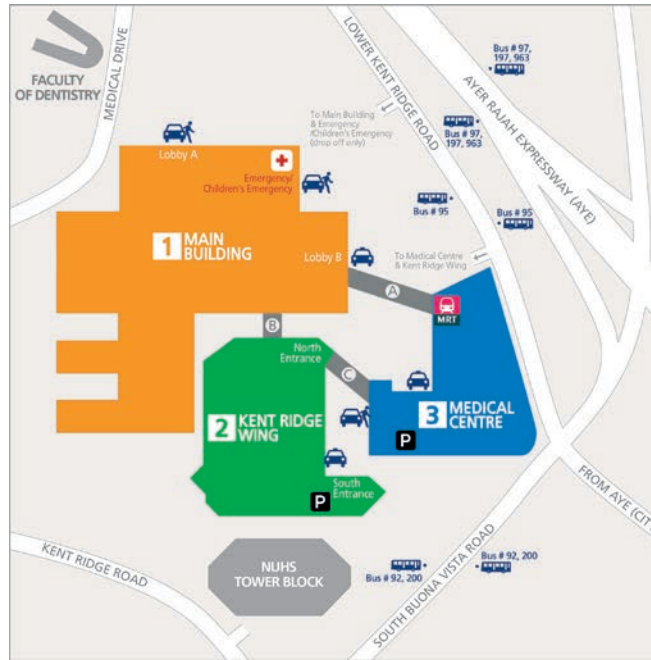 FACULTY
OF DENTISTRY
MEDICAL DRIVE
LOWER KENT RIDGE ROAD
Bus # 97,
197, 963
AYER RAJAH EXPRESSWAY (AYE)
To Main Building
& Emergency
/Children's Emergency
(drop off only)
Bus # 97,
197, 963
Lobby A
Emergency/
Children's Emergency
Bus # 95
Bus # 95
1 MAIN
BUILDING
Lobby B
To Medical Centre
& Kent Ridge Wing
A
MRT
B
North
Entrance
C
2 KENT RIDGE
WING
3 MEDICAL
CENTRE
P
South
Entrance
P
FROM AYE (CIT
KENT RIDGE ROAD
NUHS
TOWER BLOCK
SOUTH BUONA VISTA ROAD
Bus # 92, 200
Bus # 92, 200